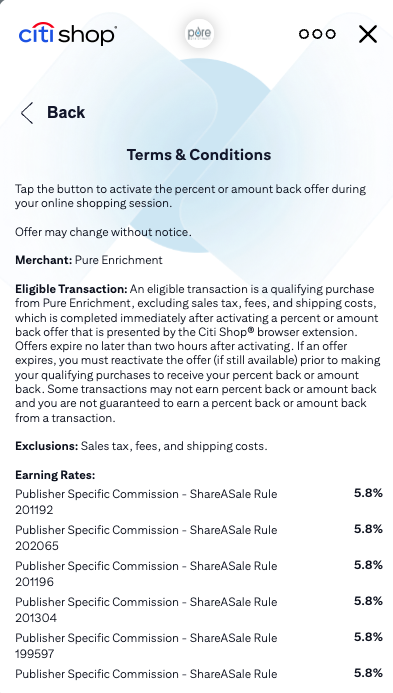 citi shop
pure
Back
Terms & Conditions
Tap the button to activate the percent or amount back offer during
your online shopping session.
Offer may change without notice.
Merchant: Pure Enrichment
Eligible Transaction: An eligible transaction is a qualifying purchase
from Pure Enrichment, excluding sales tax, fees, and shipping costs,
which is completed immediately after activating a percent or amount
back offer that is presented by the Citi Shop® browser extension.
Offers expire no later than two hours after activating. If an offer
expires, you must reactivate the offer (if still available) prior to making
your qualifying purchases to receive your percent back or amount
back. Some transactions may not earn percent back or amount back
and you are not guaranteed to earn a percent back or amount back
from a transaction.
Exclusions: Sales tax, fees, and shipping costs.
Earning Rates:
Publisher Specific Commission - ShareASale Rule 5.8%
201192
Publisher Specific Commission - ShareASale Rule 5.8%
202065
Publisher Specific Commission - ShareASale Rule 5.8%
201196
Publisher Specific Commission - ShareASale Rule 5.8%
201304
Publisher Specific Commission - ShareASale Rule 5.8%
199597
Publisher Specific Commission - ShareASale Rule 5.8%